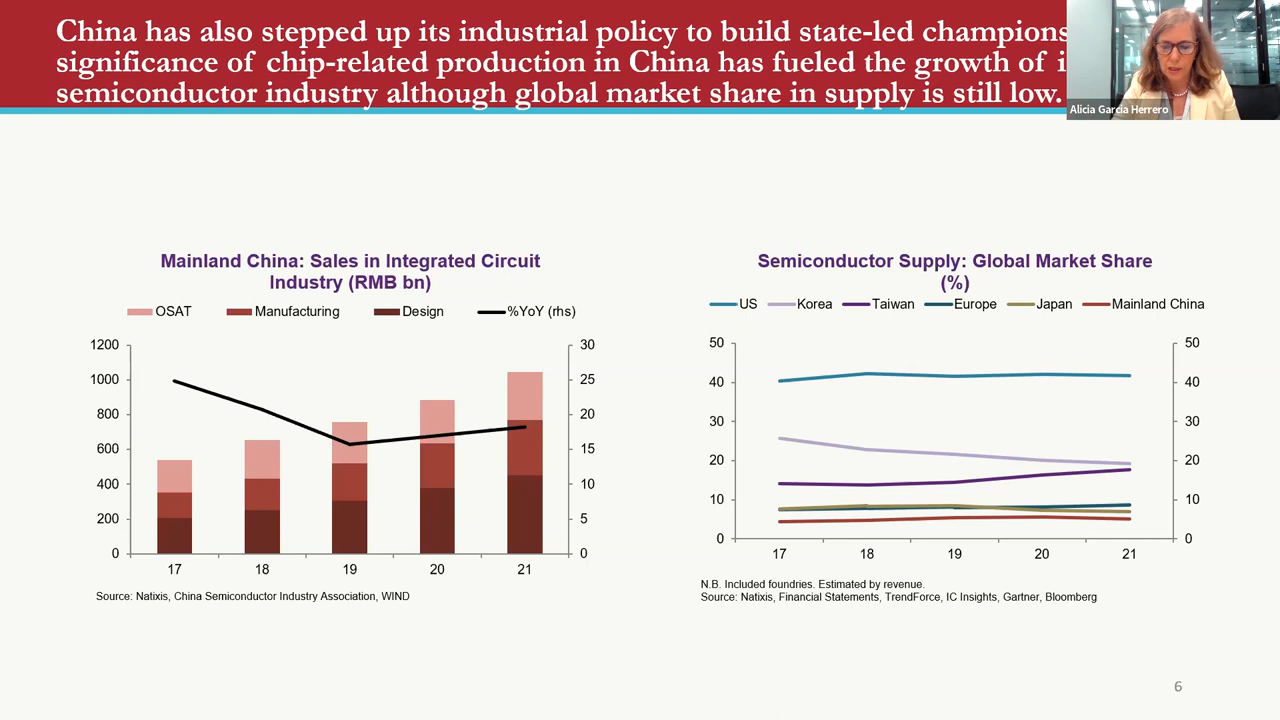 China has also stepped up its industrial policy to build state-led champions
significance of chip-related production in China has fueled the growth of
semiconductor industry although global market share in supply is still low.
Alicia Garcia Herrero
Mainland China: Sales in Integrated Circuit
Industry (RMB bn)
OSAT Manufacturing Design %YoY (rhs)
1200 30
1000 25
800 20
600 15
400 10
200 5
0 0
17 18 19 20 21
Source: Natixis, China Semiconductor Industry Association, WIND
Semiconductor Supply: Global Market Share
(%)
US Korea Taiwan Europe Japan Mainland China
50 50
40 40
30 30
20 20
10 10
0 0
17 18 19 20 21
N.B. Included foundries. Estimated by revenue.
Source: Natixis, Financial Statements, TrendForce, IC Insights, Gartner, Bloomberg
6